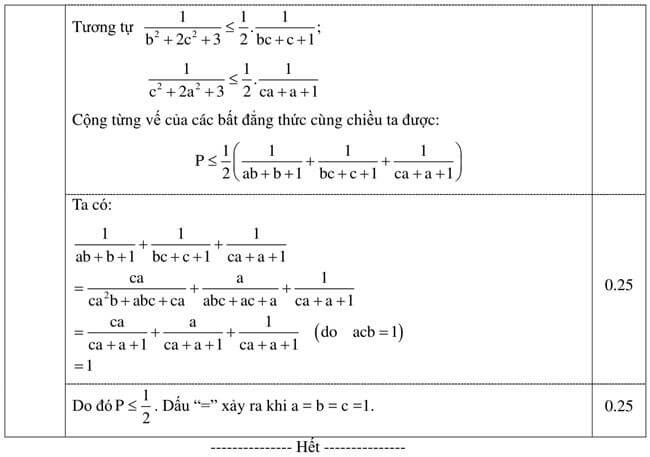 Tương tự 1/(b² + 2c² + 3) ≤ 1/2 . 1/(bc + c + 1);
1/(c² + 2a² + 3) ≤ 1/2 . 1/(ca + a + 1)
Cộng từng vế của các bất đẳng thức cùng chiều ta được:
P ≤ 1/2 (1/(ab + b + 1) + 1/(bc + c + 1) + 1/(ca + a + 1))
Ta có:
1/(ab + b + 1) + 1/(bc + c + 1) + 1/(ca + a + 1)
= ca/(ca²b + abc + ca) + a/(abc + ac + a) + 1/(ca + a + 1)
0.25
= ca/(ca + a + 1) + a/(ca + a + 1) + 1/(ca + a + 1) (do acb = 1)
= 1
Do đó P ≤ 1/2 . Dấu “=” xảy ra khi a = b = c =1. 0.25
--------------- Hết ---------------